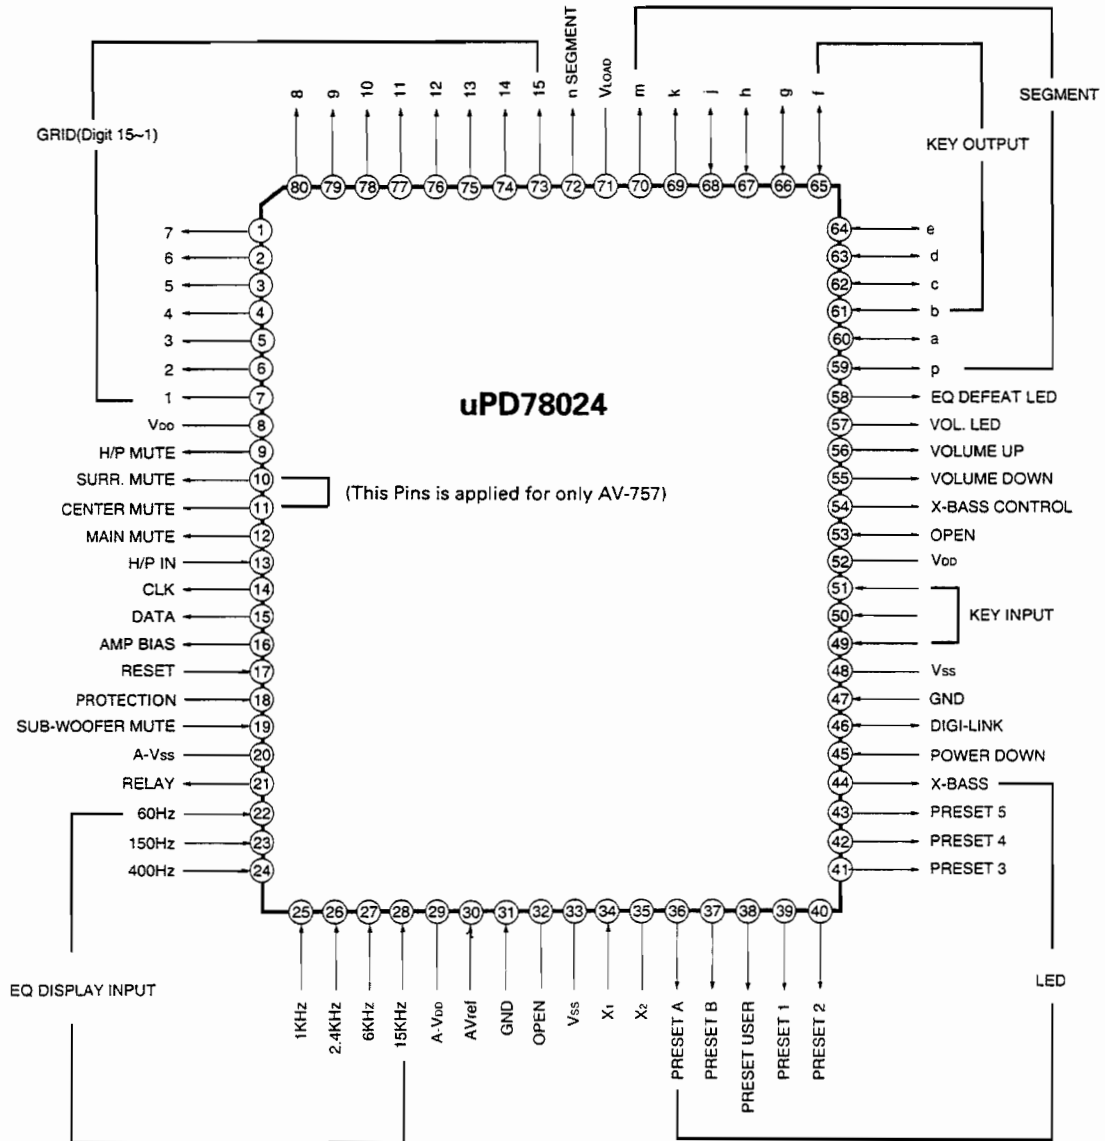 GRID(Digit 15~1)
8
9
10
11
12
13
14
15
n SEGMENT
VLOAD
m
k
j
h
g
f
SEGMENT
KEY OUTPUT
80
79
78
77
76
75
74
73
72
71
70
69
68
67
66
65
7 1
6 2
5 3
4 4
3 5
2 6
1 7
VDD 8
H/P MUTE 9
SURR. MUTE 10
CENTER MUTE 11
MAIN MUTE 12
H/P IN 13
CLK 14
DATA 15
AMP BIAS 16
RESET 17
PROTECTION 18
SUB-WOOFER MUTE 19
A-Vss 20
RELAY 21
60Hz 22
150Hz 23
400Hz 24
uPD78024
(This Pins is applied for only AV-757)
64 e
63 d
62 c
61 b
60 a
59 p
58 EQ DEFEAT LED
57 VOL. LED
56 VOLUME UP
55 VOLUME DOWN
54 X-BASS CONTROL
53 OPEN
52 VDD
51
50 KEY INPUT
49
48 Vss
47 GND
46 DIGI-LINK
45 POWER DOWN
44 X-BASS
43 PRESET 5
42 PRESET 4
41 PRESET 3
25
26
27
28
29
30
31
32
33
34
35
36
37
38
39
40
EQ DISPLAY INPUT
1KHz
2.4KHz
6KHz
15KHz
A-VDD
AVref
GND
OPEN
Vss
X1
X2
PRESET A
PRESET B
PRESET USER
PRESET 1
PRESET 2
LED